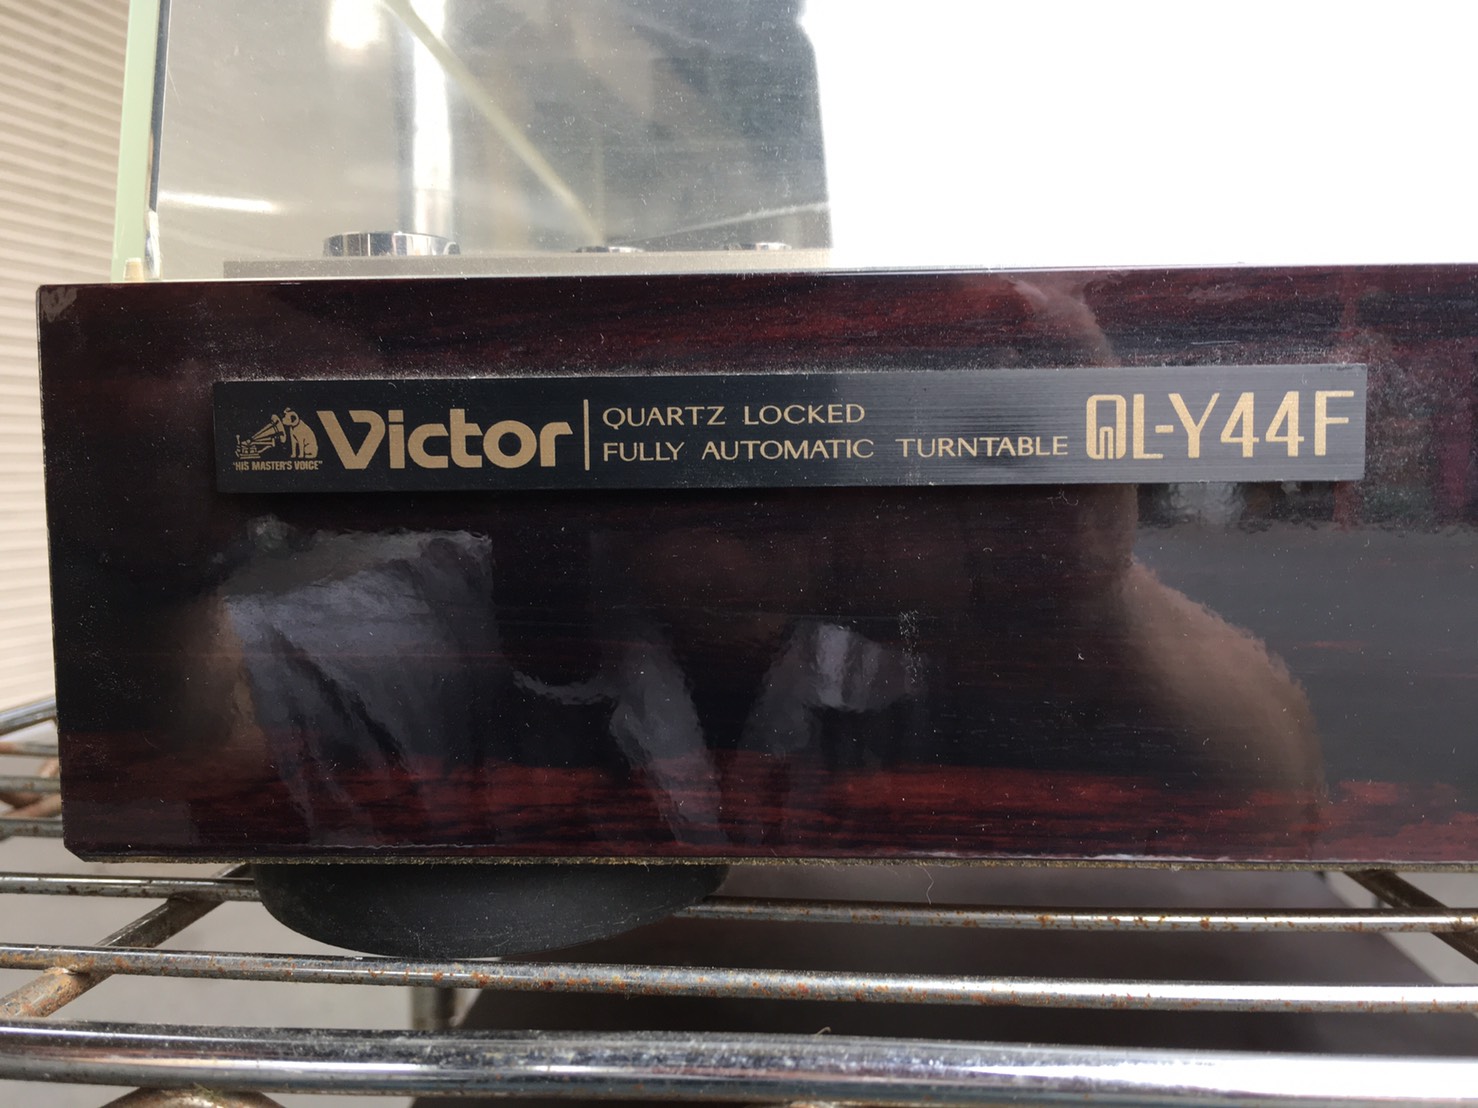 "HIS MASTER'S VOICE"
Victor
QUARTZ LOCKED
FULLY AUTOMATIC TURNTABLE
QL-Y44F